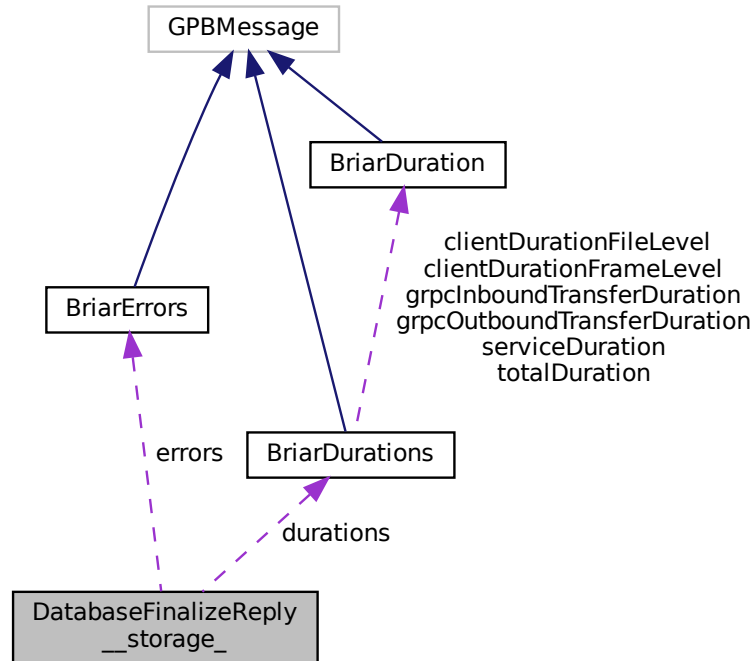 GPBMessage
BriarDuration
clientDurationFileLevel
clientDurationFrameLevel
grpcInboundTransferDuration
grpcOutboundTransferDuration
serviceDuration
totalDuration
BriarErrors
BriarDurations
errors
durations
DatabaseFinalizeReply
__storage_